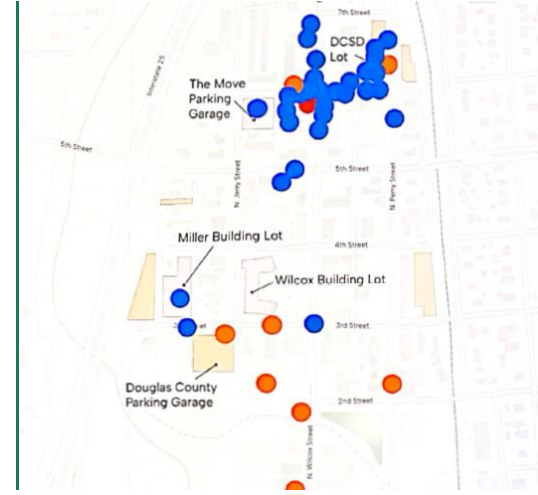 7th Street
DCSD
Lot
Interstate 25
The Move
Parking
Garage
5th Street
5th Street
N. Jerry Street
N. Perry Street
Miller Building Lot
4th Street
Wilcox Building Lot
3rd Street
Douglas County
Parking Garage
2nd Street
N. Wilcox Street